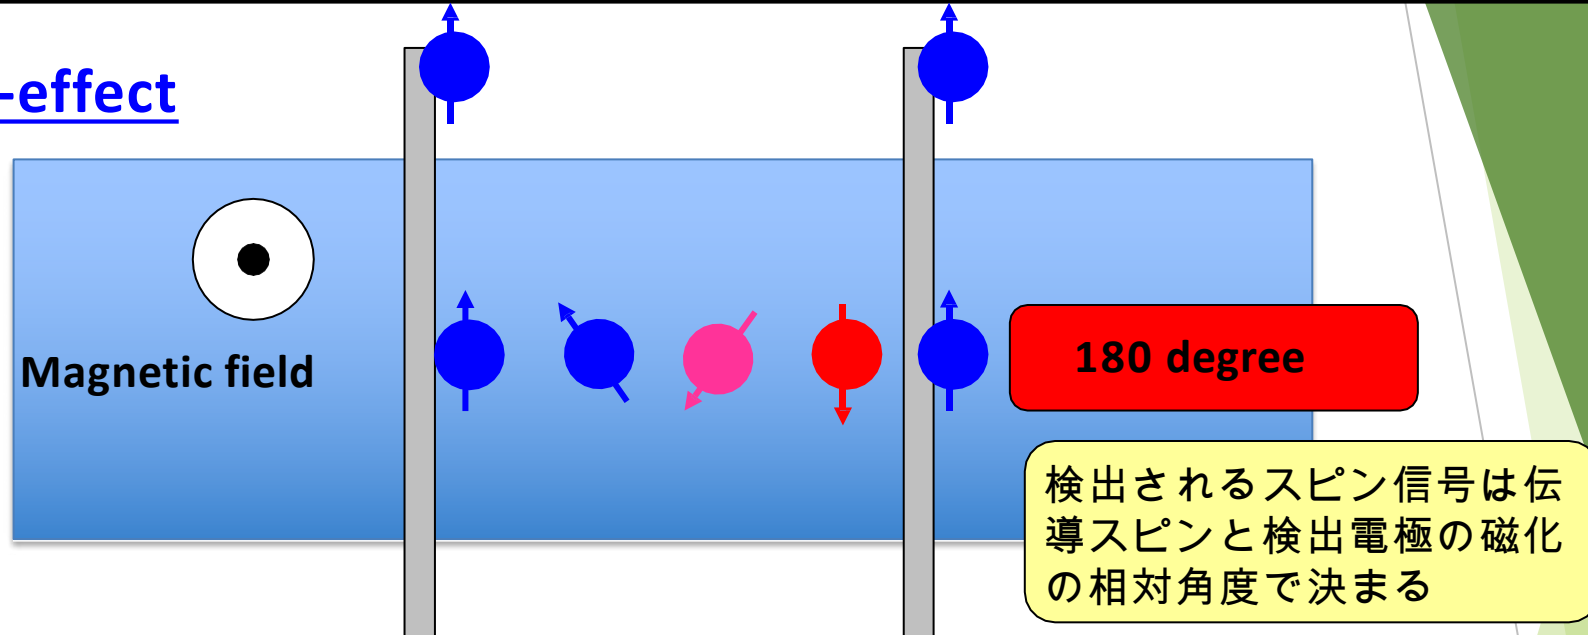 -effect
Magnetic field
180 degree
検出されるスピン信号は伝
導スピンと検出電極の磁化
の相対角度で決まる